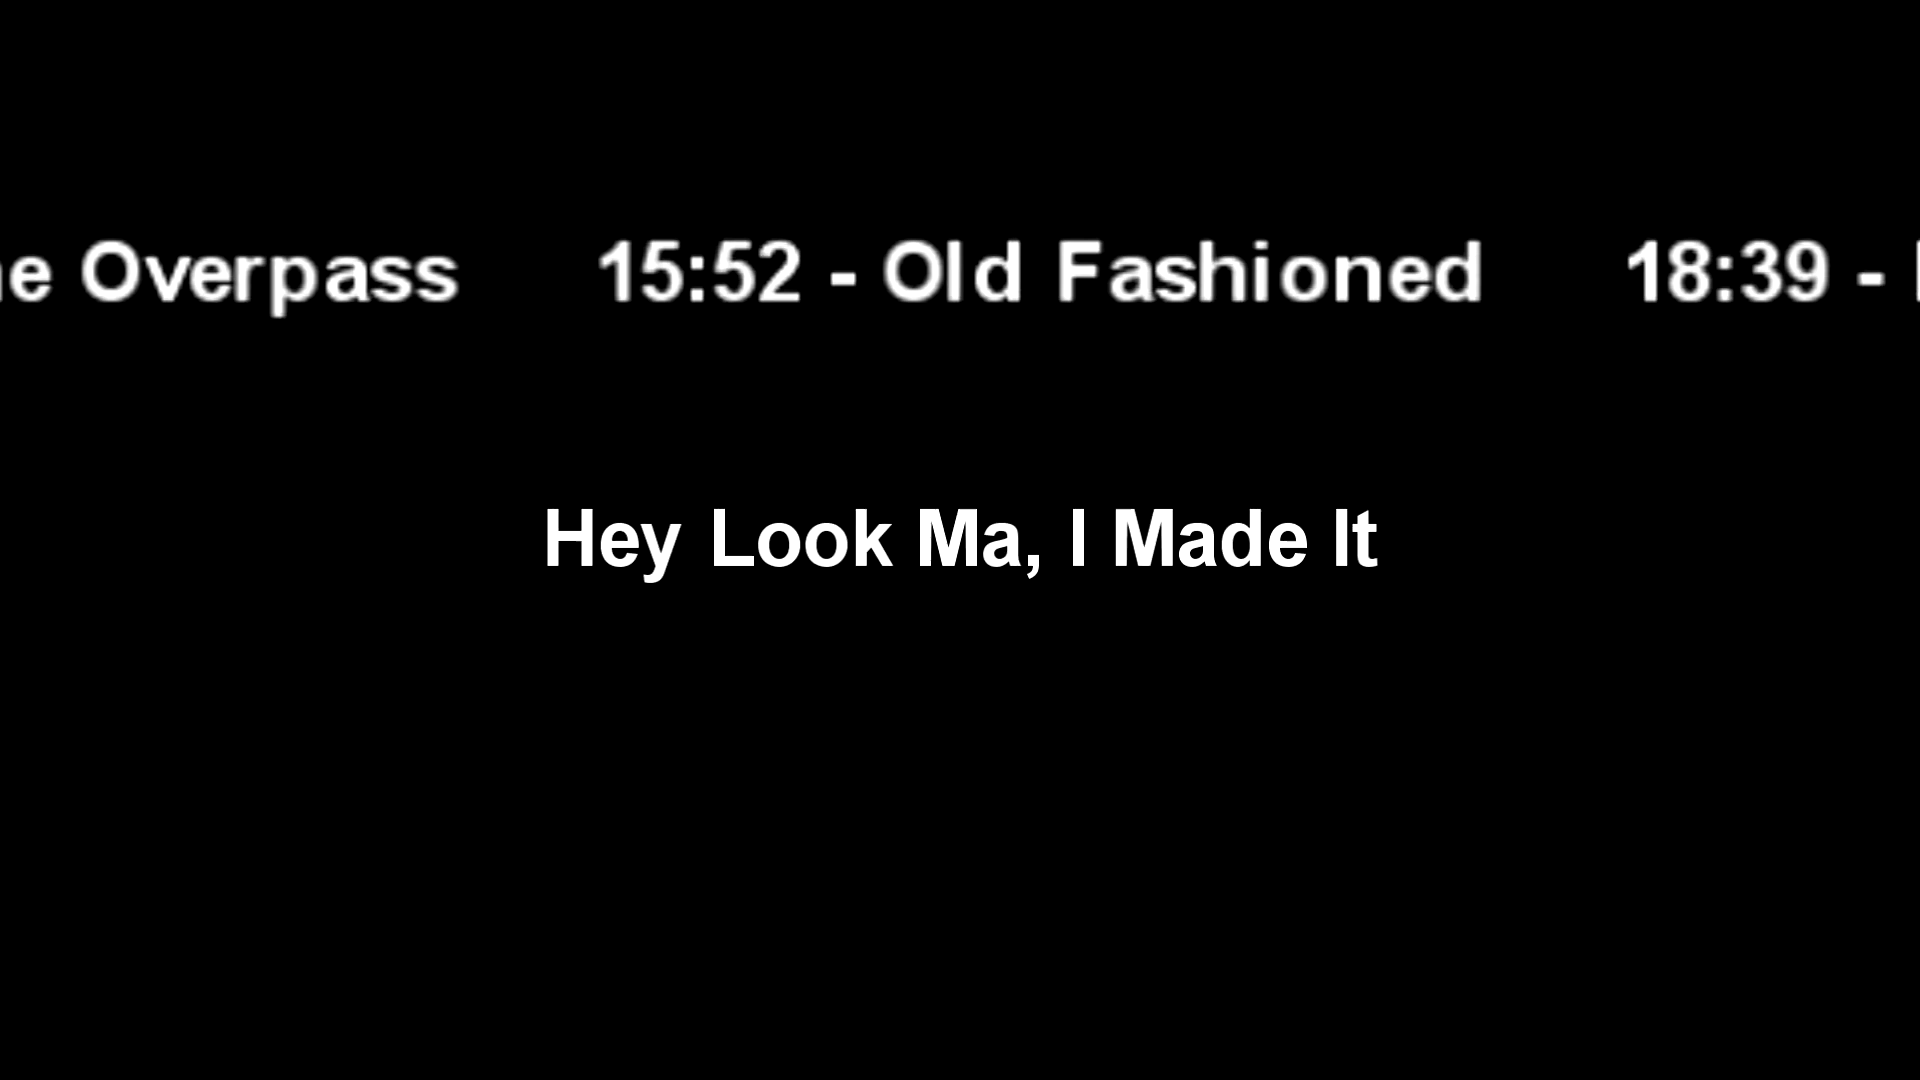 e Overpass 15:52 - Old Fashioned 18:39 -
Hey Look Ma, I Made It